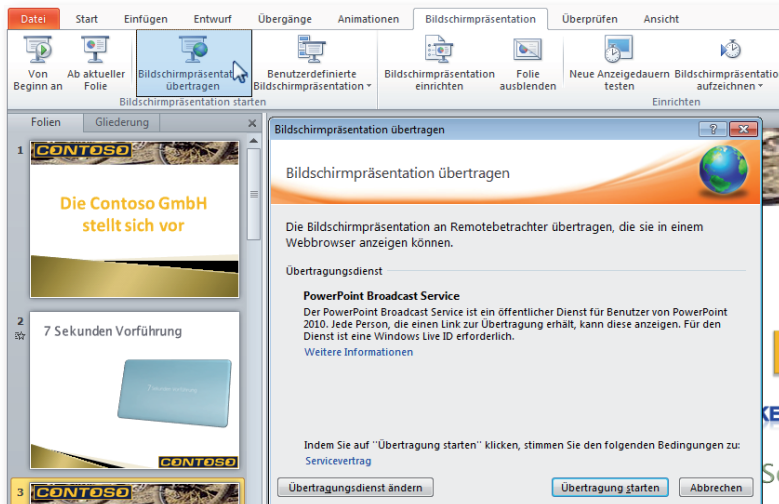 Datei Start Einfügen Entwurf Übergänge Animationen Bildschirmpräsentation Überprüfen Ansicht
Von Beginn an
Ab aktueller Folie
Bildschirmpräsentat
übertragen
Benutzerdefinierte
Bildschirmpräsentation
Bildschirmpräsentation
einrichten
Folie
ausblenden
Neue Anzeigedauern
testen
Bildschirmpräsentatio
aufzeichnen
Bildschirmpräsentation starten
Einrichten
Folien Gliederung
1
CONTOSO
Die Contoso GmbH
stellt sich vor
2
7 Sekunden Vorführung
CONTOSO
3
CONTOSO
Bildschirmpräsentation übertragen
Bildschirmpräsentation übertragen
Die Bildschirmpräsentation an Remotebetrachter übertragen, die sie in einem
Webbrowser anzeigen können.
Übertragungsdienst
PowerPoint Broadcast Service
Der PowerPoint Broadcast Service ist ein öffentlicher Dienst für Benutzer von PowerPoint
2010. Jede Person, die einen Link zur Übertragung erhält, kann diese anzeigen. Für den
Dienst ist eine Windows Live ID erforderlich.
Weitere Informationen
Indem Sie auf "Übertragung starten" klicken, stimmen Sie den folgenden Bedingungen zu:
Servicevertrag
Übertragungsdienst ändern Übertragung starten Abbrechen